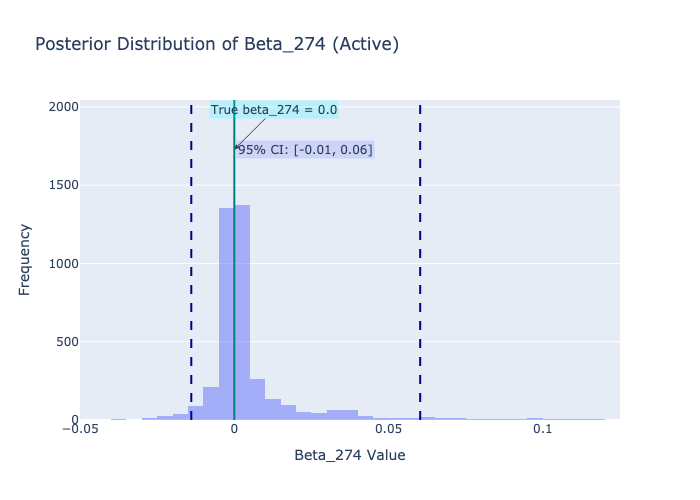 Posterior Distribution of Beta_274 (Active)
2000
True beta_274 = 0.0
95% CI: [-0.01, 0.06]
1500
1000
500
0
Frequency
−0.05
0
0.05
0.1
Beta_274 Value